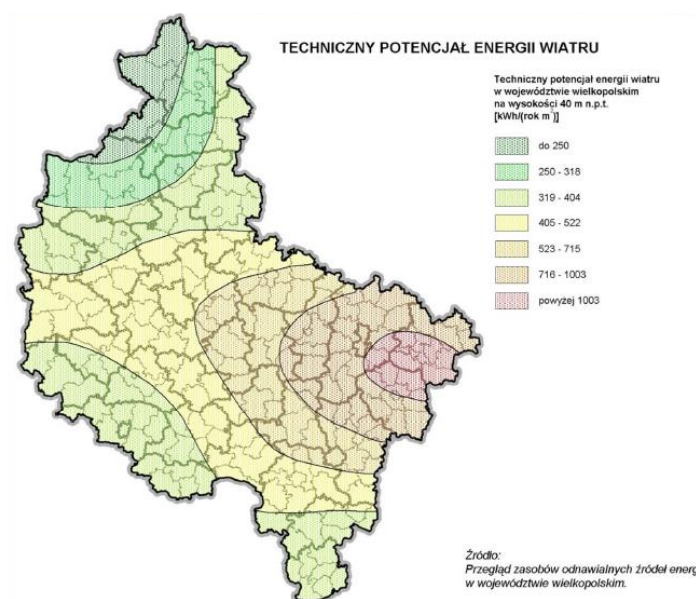 TECHNICZNY POTENCJAŁ ENERGII WIATRU
Techniczny potencjał energii wiatru
w województwie wielkopolskim
na wysokości 40 m n.p.t.
[kWh/(rok m²)]
do 250
250 - 318
319 - 404
405 - 522
523 - 715
716 - 1003
powyżej 1003
Źródło:
Przegląd zasobów odnawialnych źródeł energ
w województwie wielkopolskim.